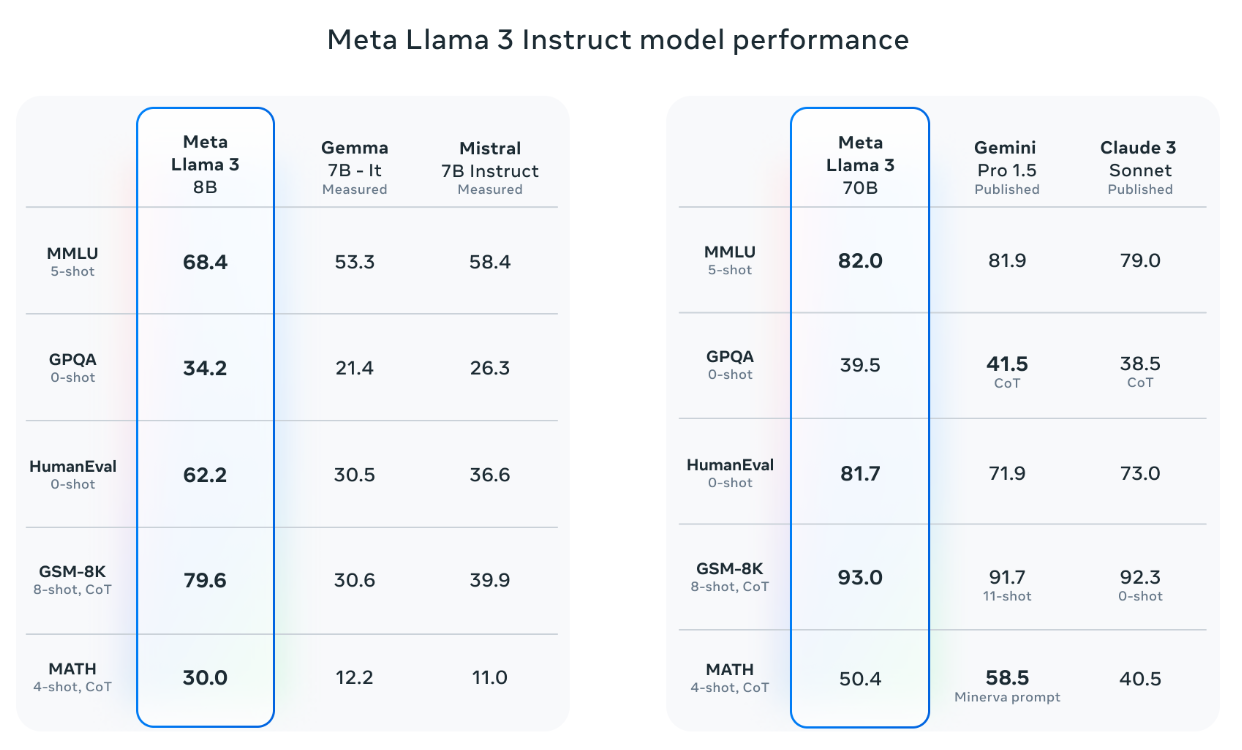 Meta Llama 3 Instruct model performance
Meta
Llama 3
8B
Gemma
7B - It
Measured
Mistral
7B Instruct
Measured
MMLU
5-shot
68.4
53.3
58.4
GPQA
0-shot
34.2
21.4
26.3
HumanEval
0-shot
62.2
30.5
36.6
GSM-8K
8-shot, CoT
79.6
30.6
39.9
MATH
4-shot, CoT
30.0
12.2
11.0
Meta
Llama 3
70B
Gemini
Pro 1.5
Published
Claude 3
Sonnet
Published
MMLU
5-shot
82.0
81.9
79.0
GPQA
0-shot
39.5
41.5
CoT
38.5
CoT
HumanEval
0-shot
81.7
71.9
73.0
GSM-8K
8-shot, CoT
93.0
91.7
11-shot
92.3
0-shot
MATH
4-shot, CoT
50.4
58.5
Minerva prompt
40.5